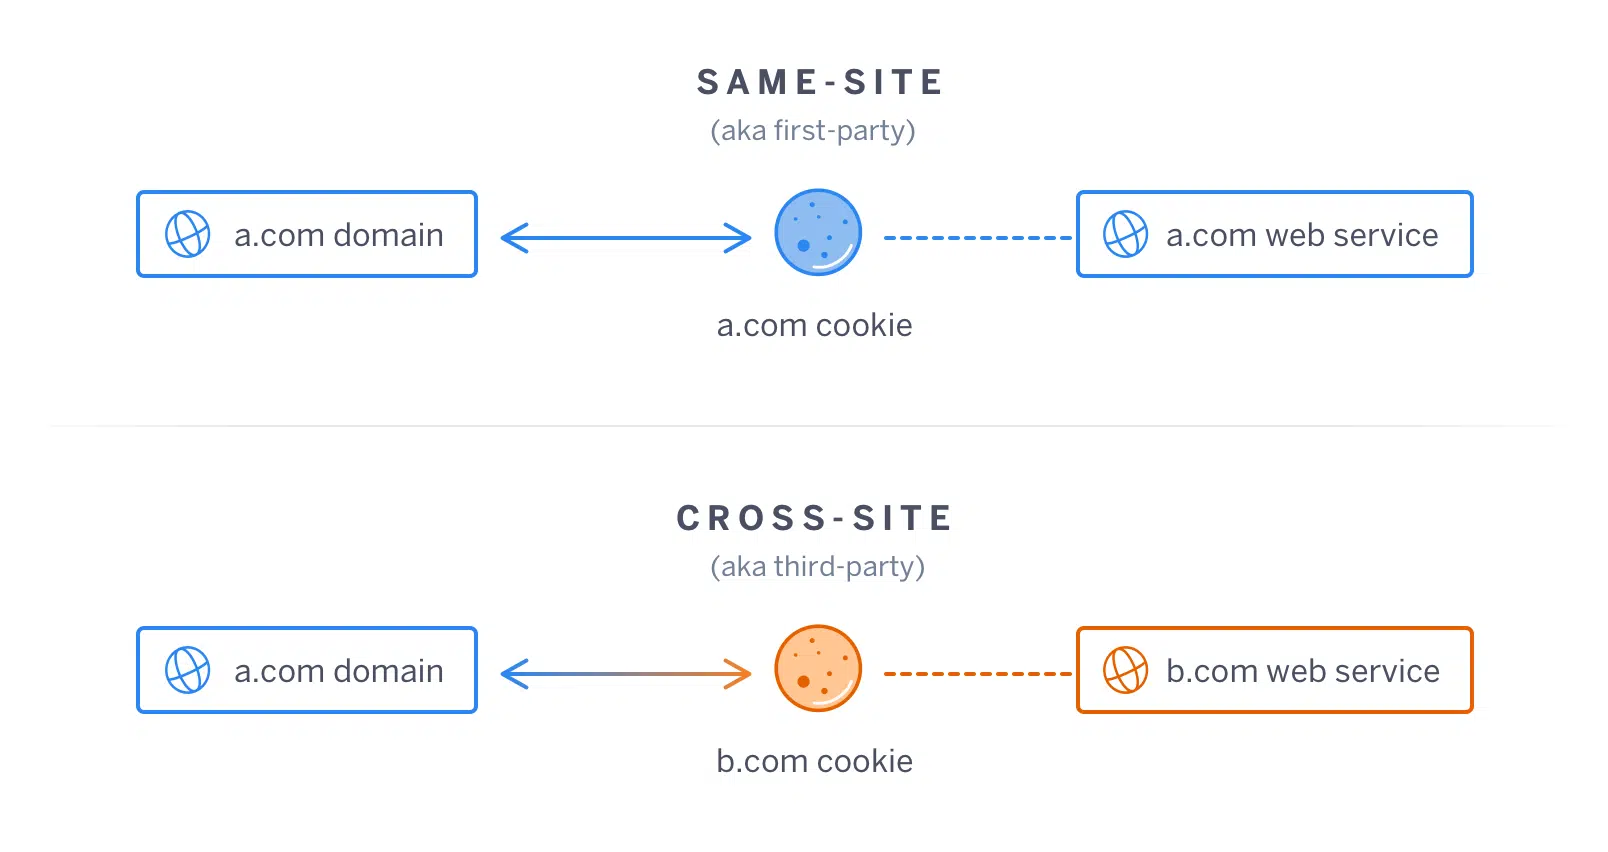 SAME-SITE
(aka first-party)
a.com domain
a.com web service
a.com cookie
CROSS-SITE
(aka third-party)
a.com domain
b.com web service
b.com cookie